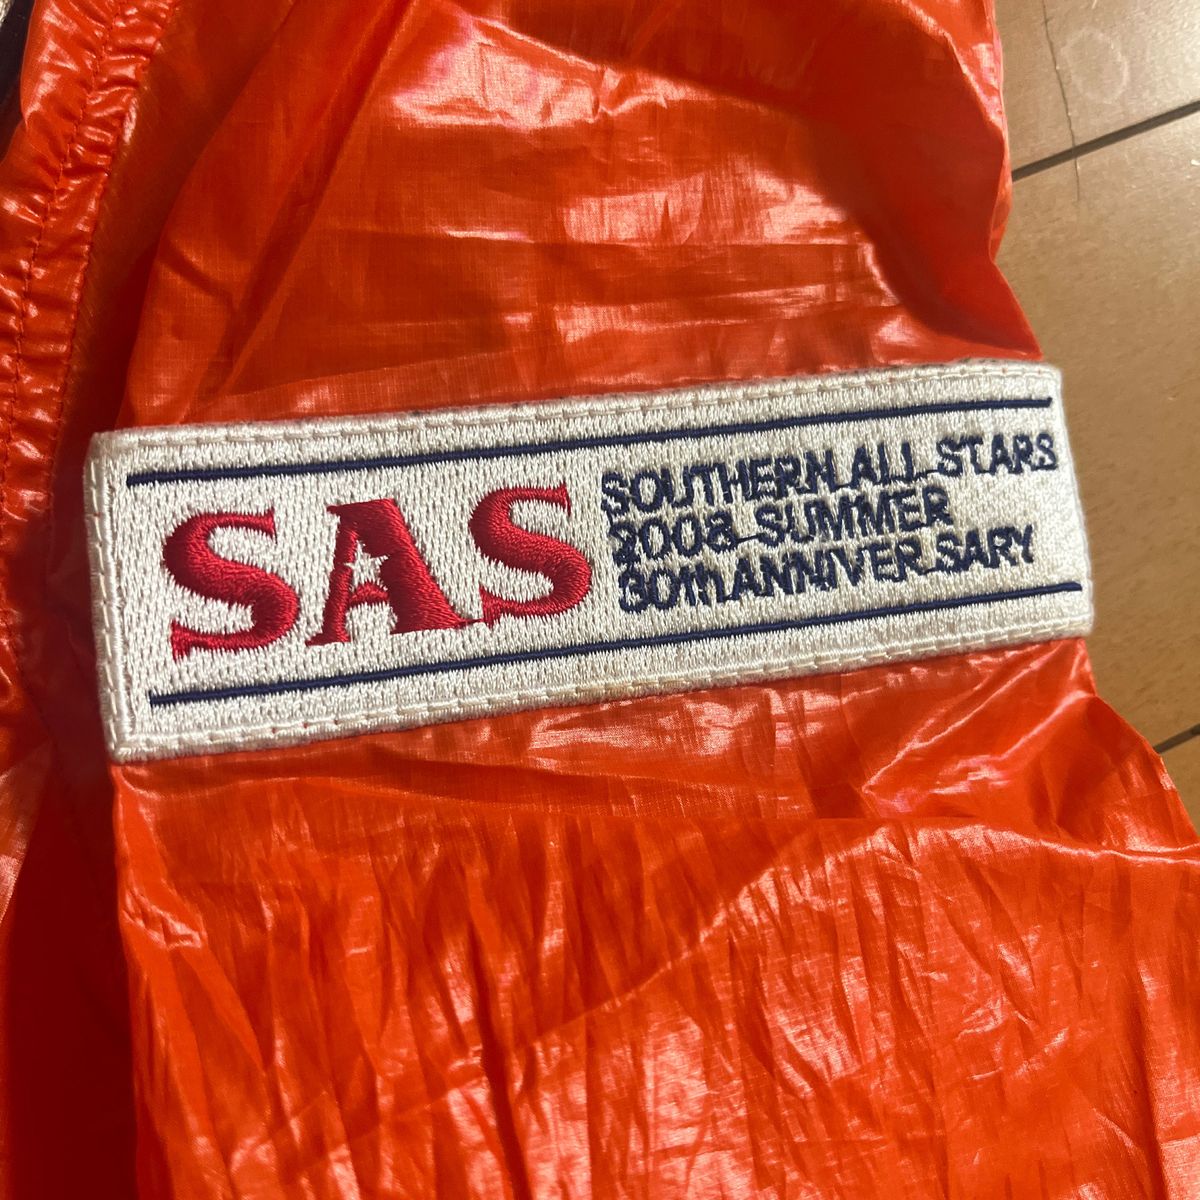 SAS
SOUTHERN ALL STARS
2008 SUMMER
30th ANNIVERSARY